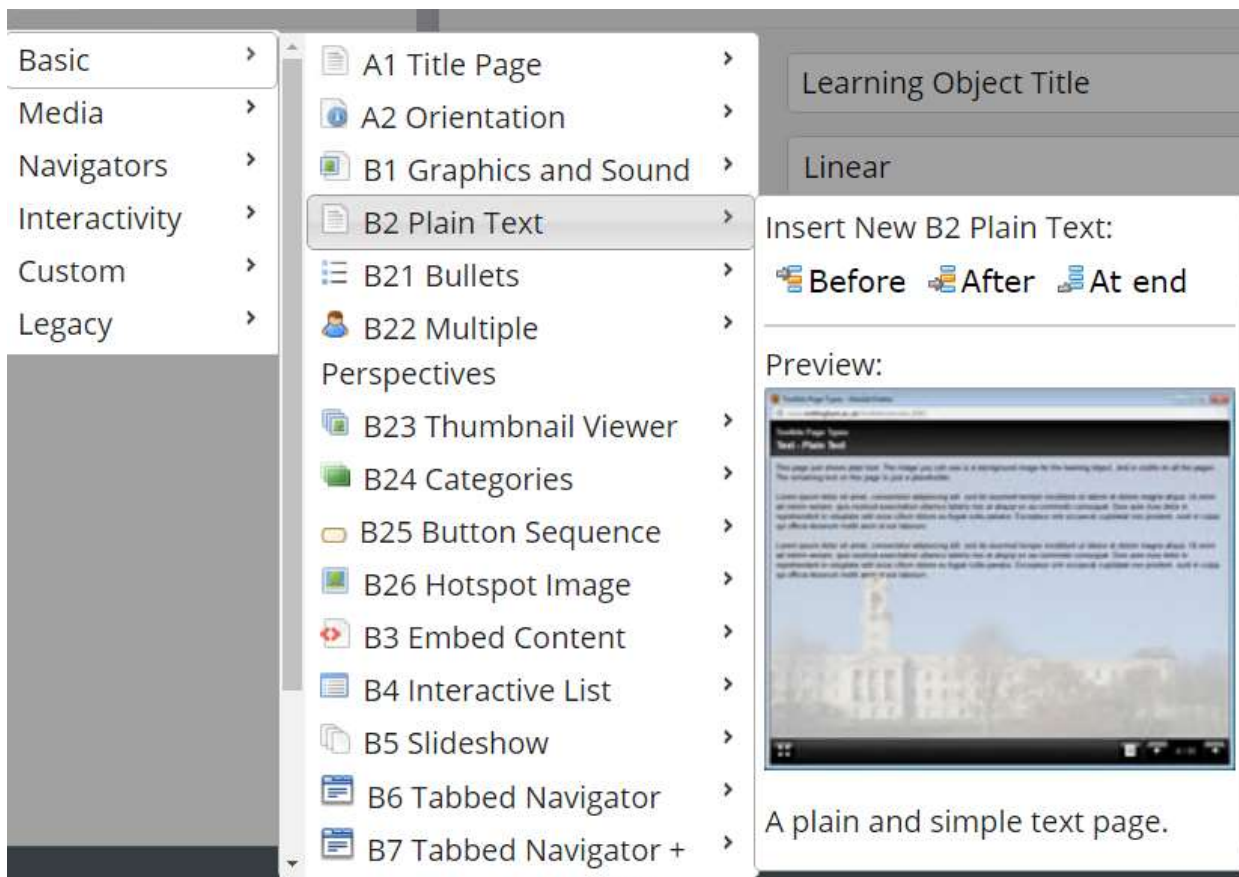 Basic
Media
Navigators
Interactivity
Custom
Legacy
A1 Title Page
A2 Orientation
B1 Graphics and Sound
B2 Plain Text
B21 Bullets
B22 Multiple
Perspectives
B23 Thumbnail Viewer
B24 Categories
B25 Button Sequence
B26 Hotspot Image
B3 Embed Content
B4 Interactive List
B5 Slideshow
B6 Tabbed Navigator
B7 Tabbed Navigator +
Learning Object Title
Linear
Insert New B2 Plain Text:
Before After At end
Preview:
Text - Plain Text
A plain and simple text page.